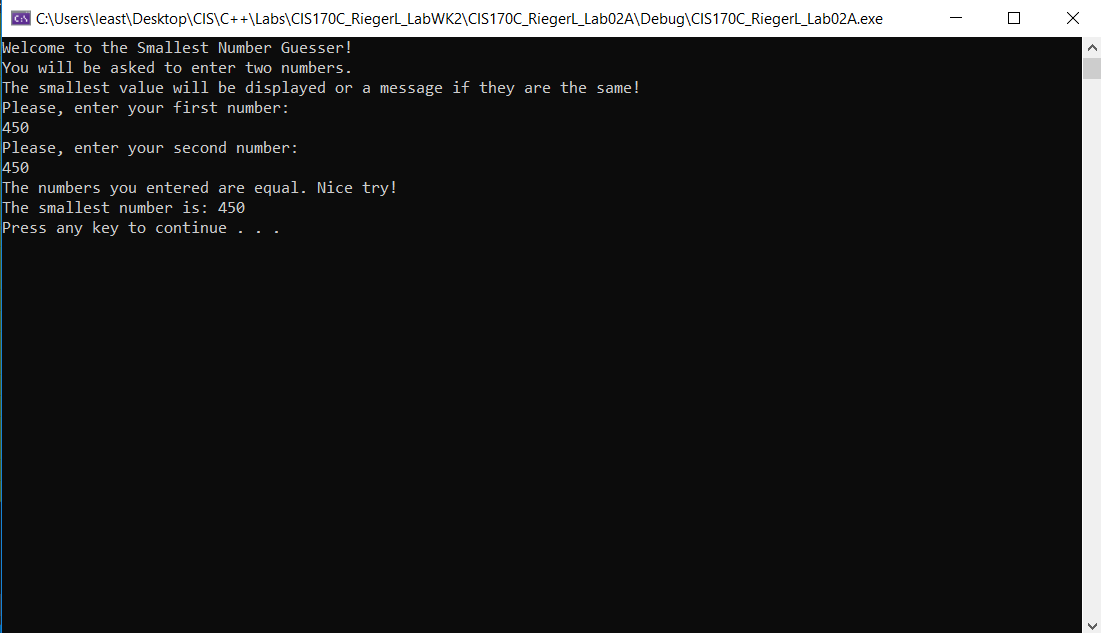 C:\Users\least\Desktop\CIS\C++\Labs\CIS170C_RiegerL_LabWK2\CIS170C_RiegerL_Lab02A\Debug\CIS170C_RiegerL_Lab02A.exe
Welcome to the Smallest Number Guesser!
You will be asked to enter two numbers.
The smallest value will be displayed or a message if they are the same!
Please, enter your first number:
450
Please, enter your second number:
450
The numbers you entered are equal. Nice try!
The smallest number is: 450
Press any key to continue . . .